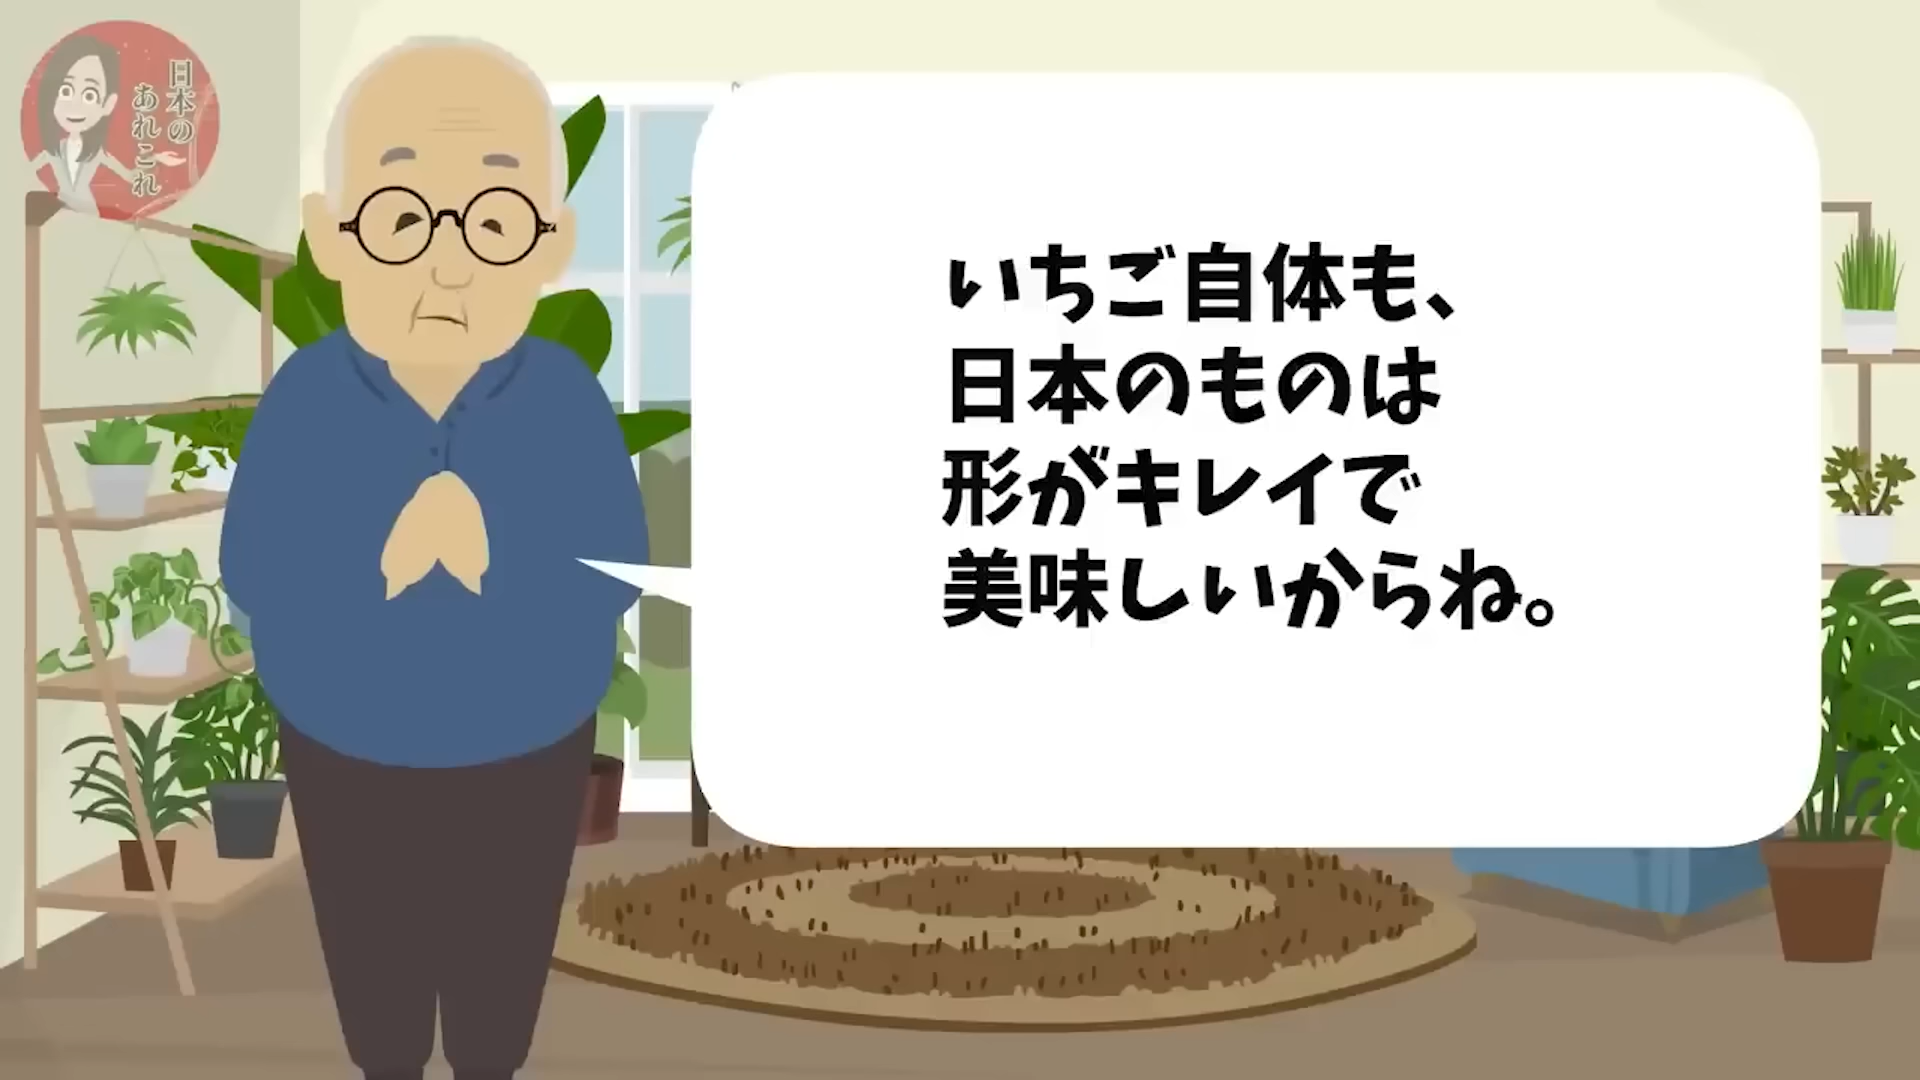 日本の
あれこれ
いちご自体も、
日本のものは
形がキレイで
美味しいからね。